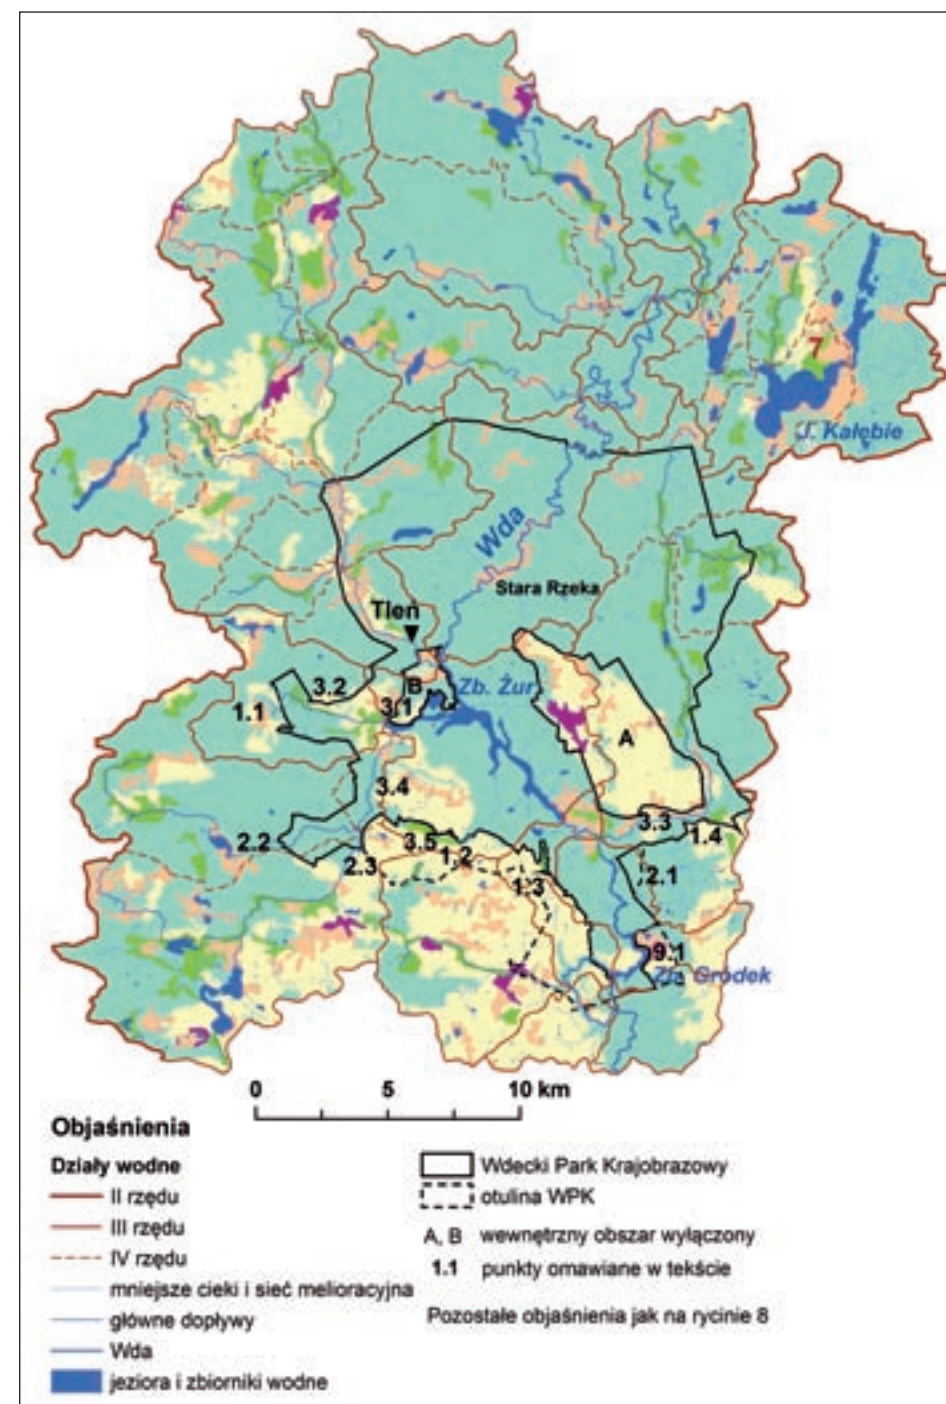 7
J. Kałębie
Wda
Stara Rzeka
Tleń
B
Zb. Żur
3.2
1.1
3.1
A
3.4
3.3
1.4
2.2
3.5
2.3
1.2
2.1
1.3
9.1
Zb. Gródek
0 5 10 km
Objaśnienia
Działy wodne
II rzędu
III rzędu
IV rzędu
mniejsze cieki i sieć melioracyjna
główne dopływy
Wda
jeziora i zbiorniki wodne
Wdecki Park Krajobrazowy
otulina WPK
A, B wewnętrzny obszar wyłączony
1.1 punkty omawiane w tekście
Pozostałe objaśnienia jak na rycinie 8